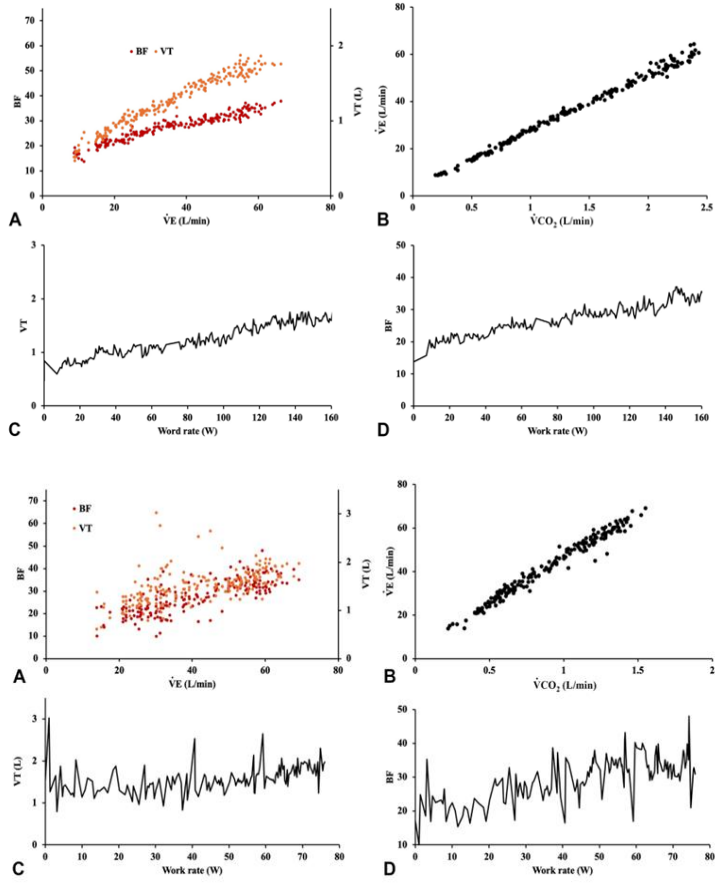 70
60
50
40
30
20
10
0
BF
BF VT
2
1
0
VT (L)
0 20 40 60 80
V̇E (L/min)
A
80
60
40
20
0
V̇E (L/min)
0 0.5 1 1.5 2 2.5
V̇CO₂ (L/min)
B
3
2
1
0
VT
0 20 40 60 80 100 120 140 160
Word rate (W)
C
50
40
30
20
10
0
BF
0 20 40 60 80 100 120 140 160
Work rate (W)
D
70
60
50
40
30
20
10
0
BF
BF
VT
3
2
1
0
VT (L)
0 20 40 60 80
V̇E (L/min)
A
80
60
40
20
0
V̇E (L/min)
0 0.5 1 1.5 2
V̇CO₂ (L/min)
B
3
2
1
0
VT (L)
0 10 20 30 40 50 60 70 80
Work rate (W)
C
50
40
30
20
10
BF
0 10 20 30 40 50 60 70 80
Work rate (W)
D